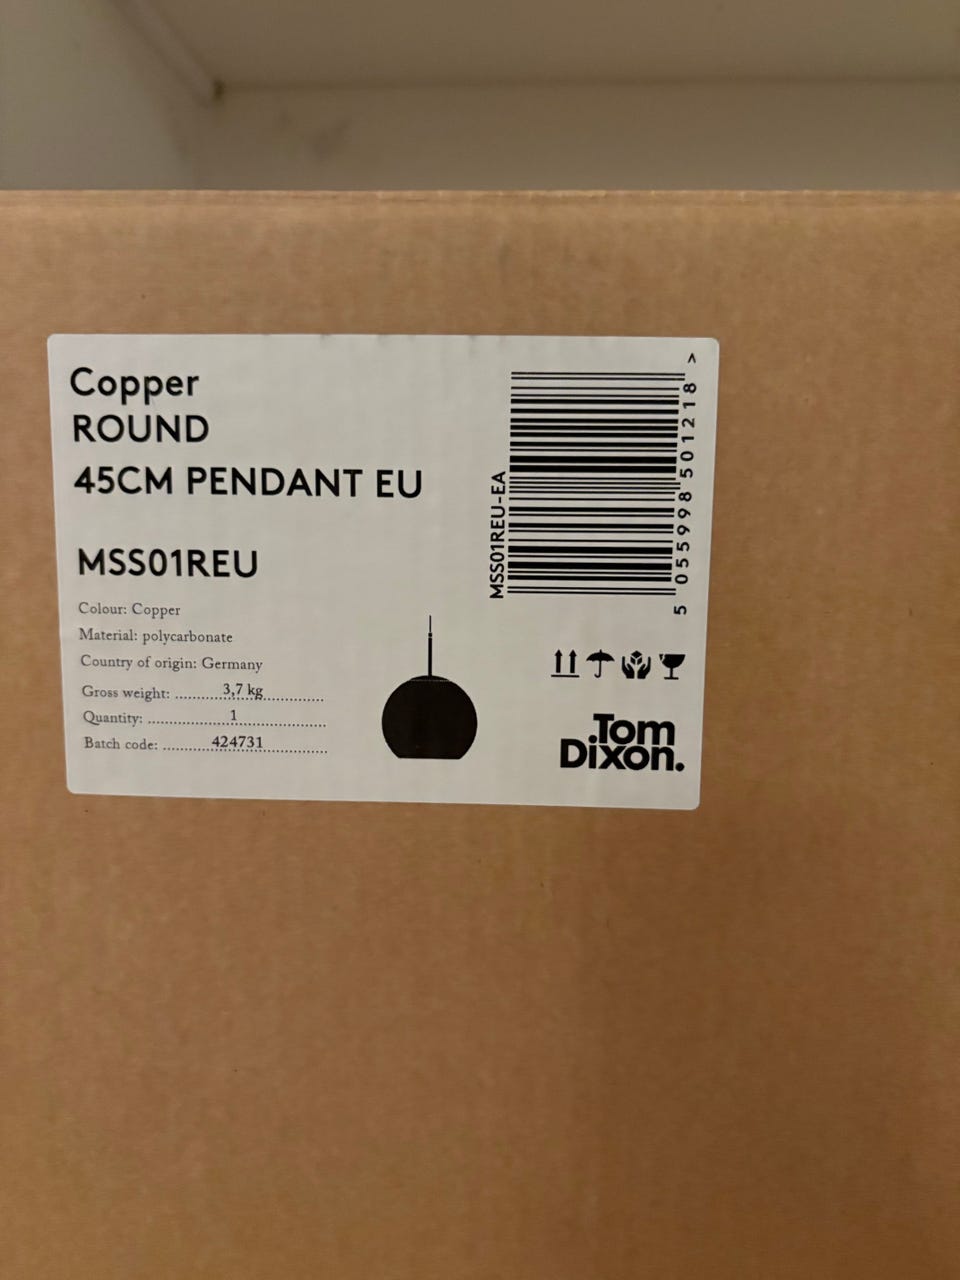 Copper
ROUND
45CM PENDANT EU
MSS01REU
Colour: Copper
Material: polycarbonate
Country of origin: Germany
Gross weight: ..........3,7 kg..............
Quantity: ....................1......................
Batch code: ...........424731...............
MSS01REU-EA
5 055998 501218 >
Tom
Dixon.